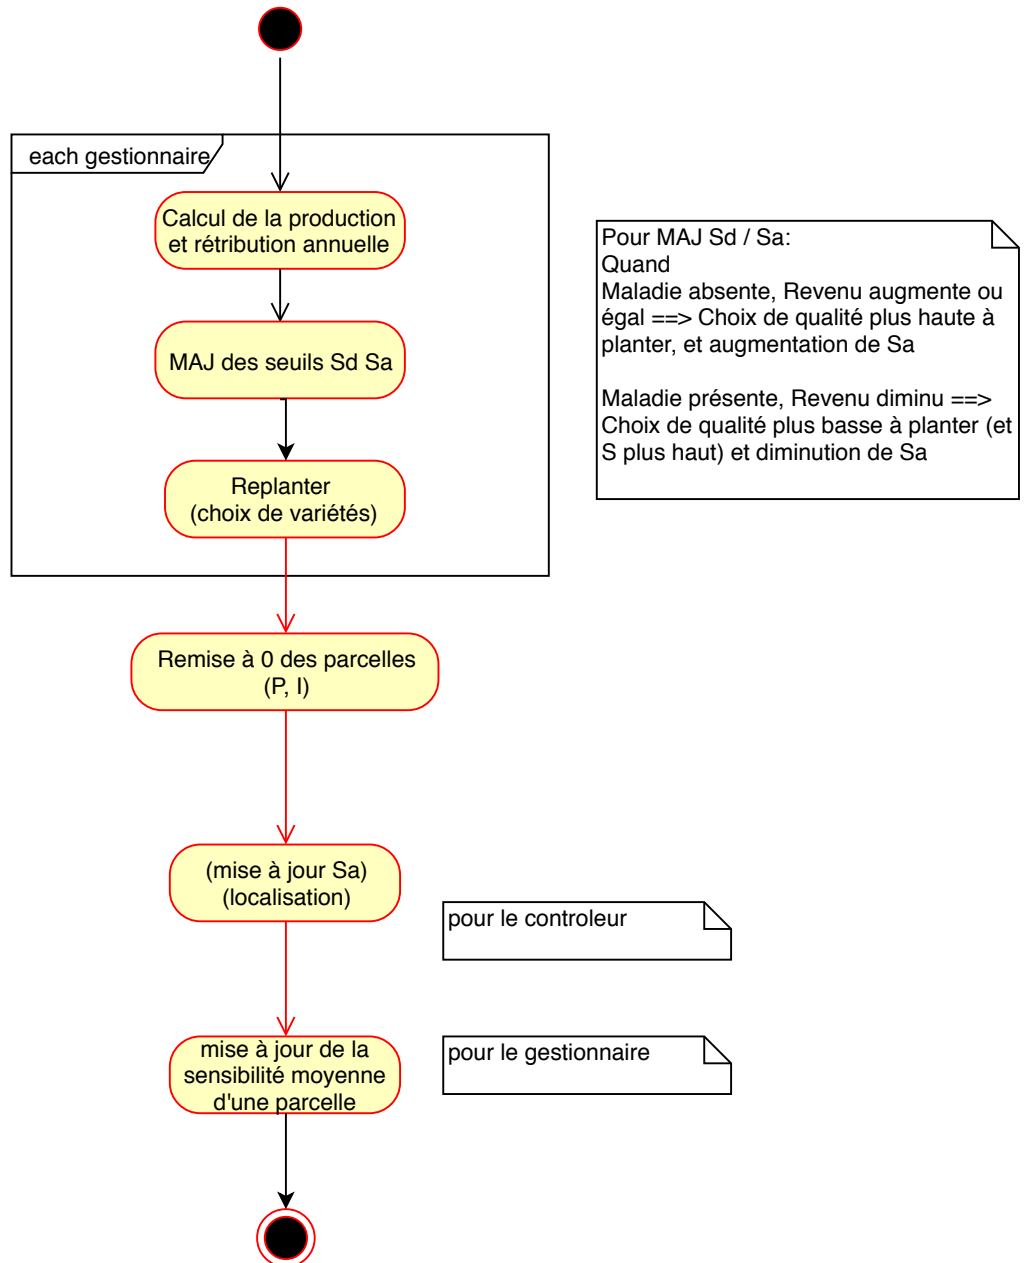 each gestionnaire
Calcul de la production
et rétribution annuelle
MAJ des seuils Sd Sa
Replanter
(choix de variétés)
Pour MAJ Sd / Sa:
Quand
Maladie absente, Revenu augmente ou
égal ==> Choix de qualité plus haute à
planter, et augmentation de Sa
Maladie présente, Revenu diminu ==>
Choix de qualité plus basse à planter (et
S plus haut) et diminution de Sa
Remise à 0 des parcelles
(P, I)
(mise à jour Sa)
(localisation)
pour le controleur
mise à jour de la
sensibilité moyenne
d'une parcelle
pour le gestionnaire